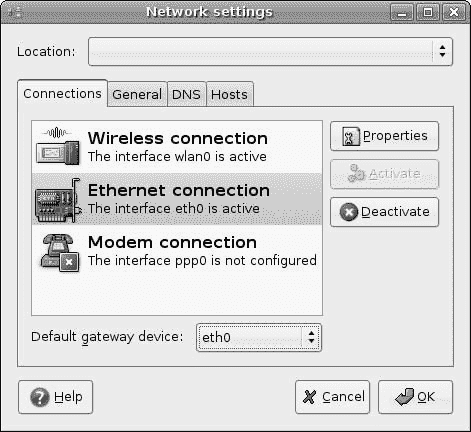 Network settings
Location:
Connections General DNS Hosts
Wireless connection
The interface wlan0 is active
Ethernet connection
The interface eth0 is active
Modem connection
The interface ppp0 is not configured
Properties
Activate
Deactivate
Default gateway device: eth0
Help Cancel OK